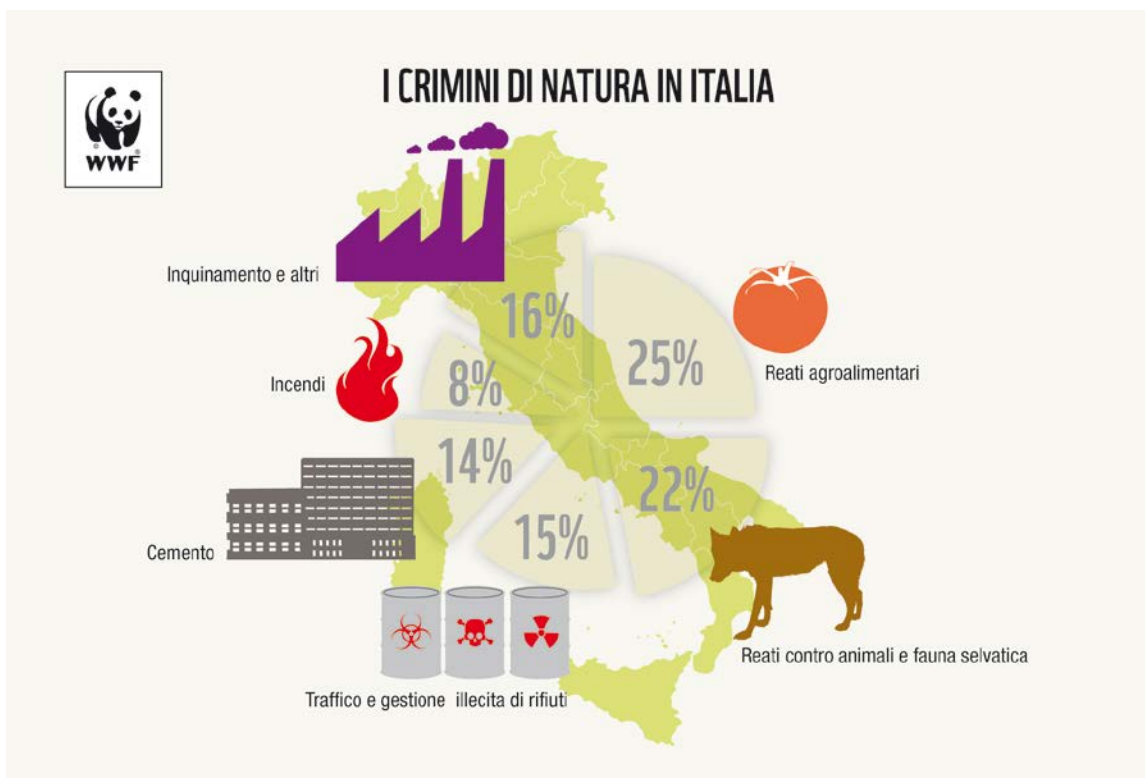 I CRIMINI DI NATURA IN ITALIA
WWF
Inquinamento e altri
16%
25%
Reati agroalimentari
Incendi
8%
14%
22%
Cemento
15%
Reati contro animali e fauna selvatica
Traffico e gestione illecita di rifiuti